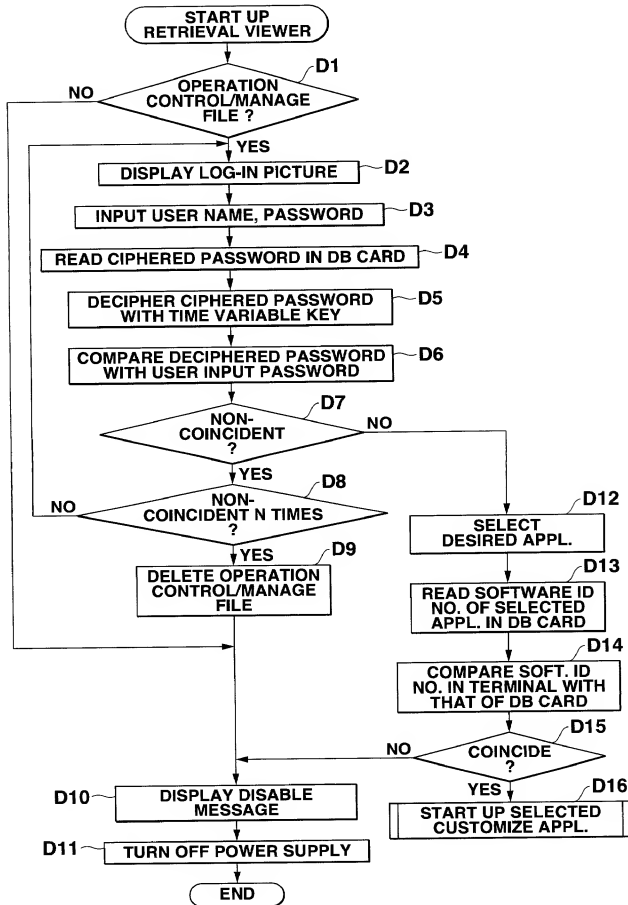 START UP
RETRIEVAL VIEWER
D1
OPERATION
CONTROL/MANAGE
FILE ?
NO
YES
DISPLAY LOG-IN PICTURE
D2
INPUT USER NAME, PASSWORD
D3
READ CIPHERED PASSWORD IN DB CARD
D4
DECIPHER CIPHERED PASSWORD
WITH TIME VARIABLE KEY
D5
COMPARE DECIPHERED PASSWORD
WITH USER INPUT PASSWORD
D6
D7
NON-
COINCIDENT
?
NO
YES
D8
NON-
COINCIDENT N TIMES
?
NO
YES
D9
DELETE OPERATION
CONTROL/MANAGE
FILE
D12
SELECT
DESIRED APPL.
D13
READ SOFTWARE ID
NO. OF SELECTED
APPL. IN DB CARD
D14
COMPARE SOFT. ID
NO. IN TERMINAL WITH
THAT OF DB CARD
D15
COINCIDE
?
NO
YES
D16
START UP SELECTED
CUSTOMIZE APPL.
D10
DISPLAY DISABLE
MESSAGE
D11
TURN OFF POWER SUPPLY
END